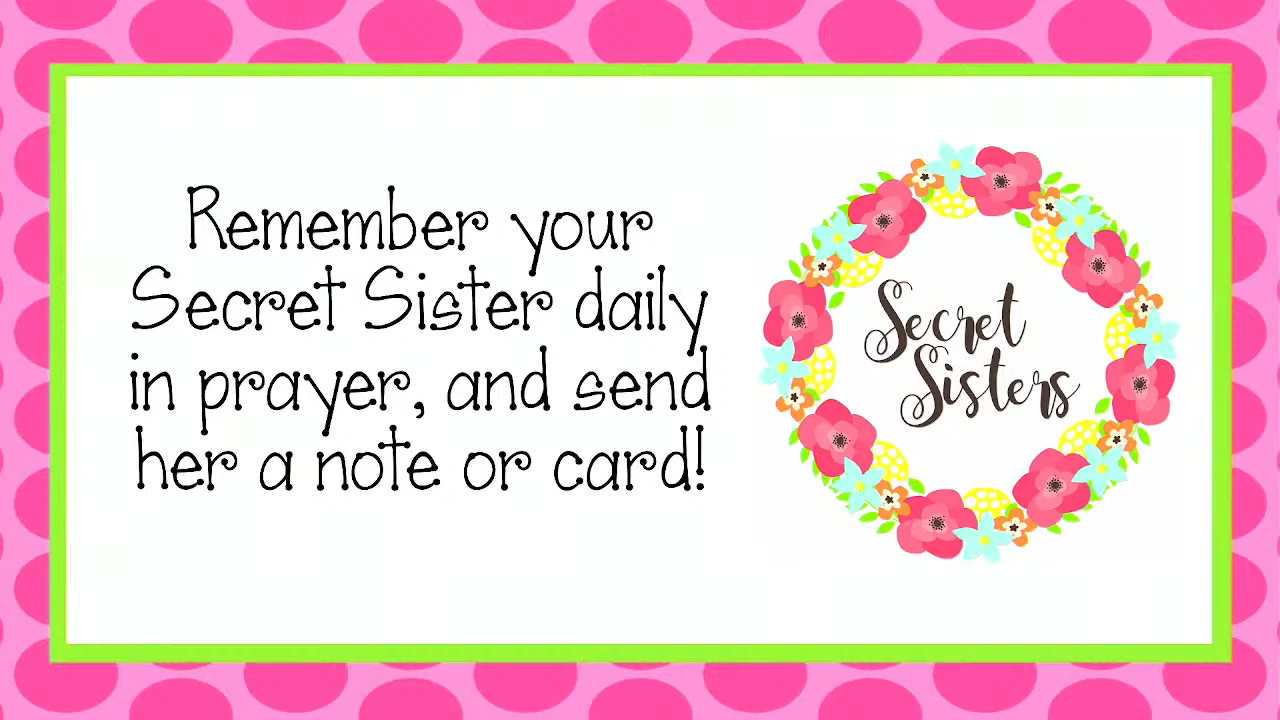 Remember your
Secret Sister daily
in prayer, and send
her a note or card!
Secret
Sisters